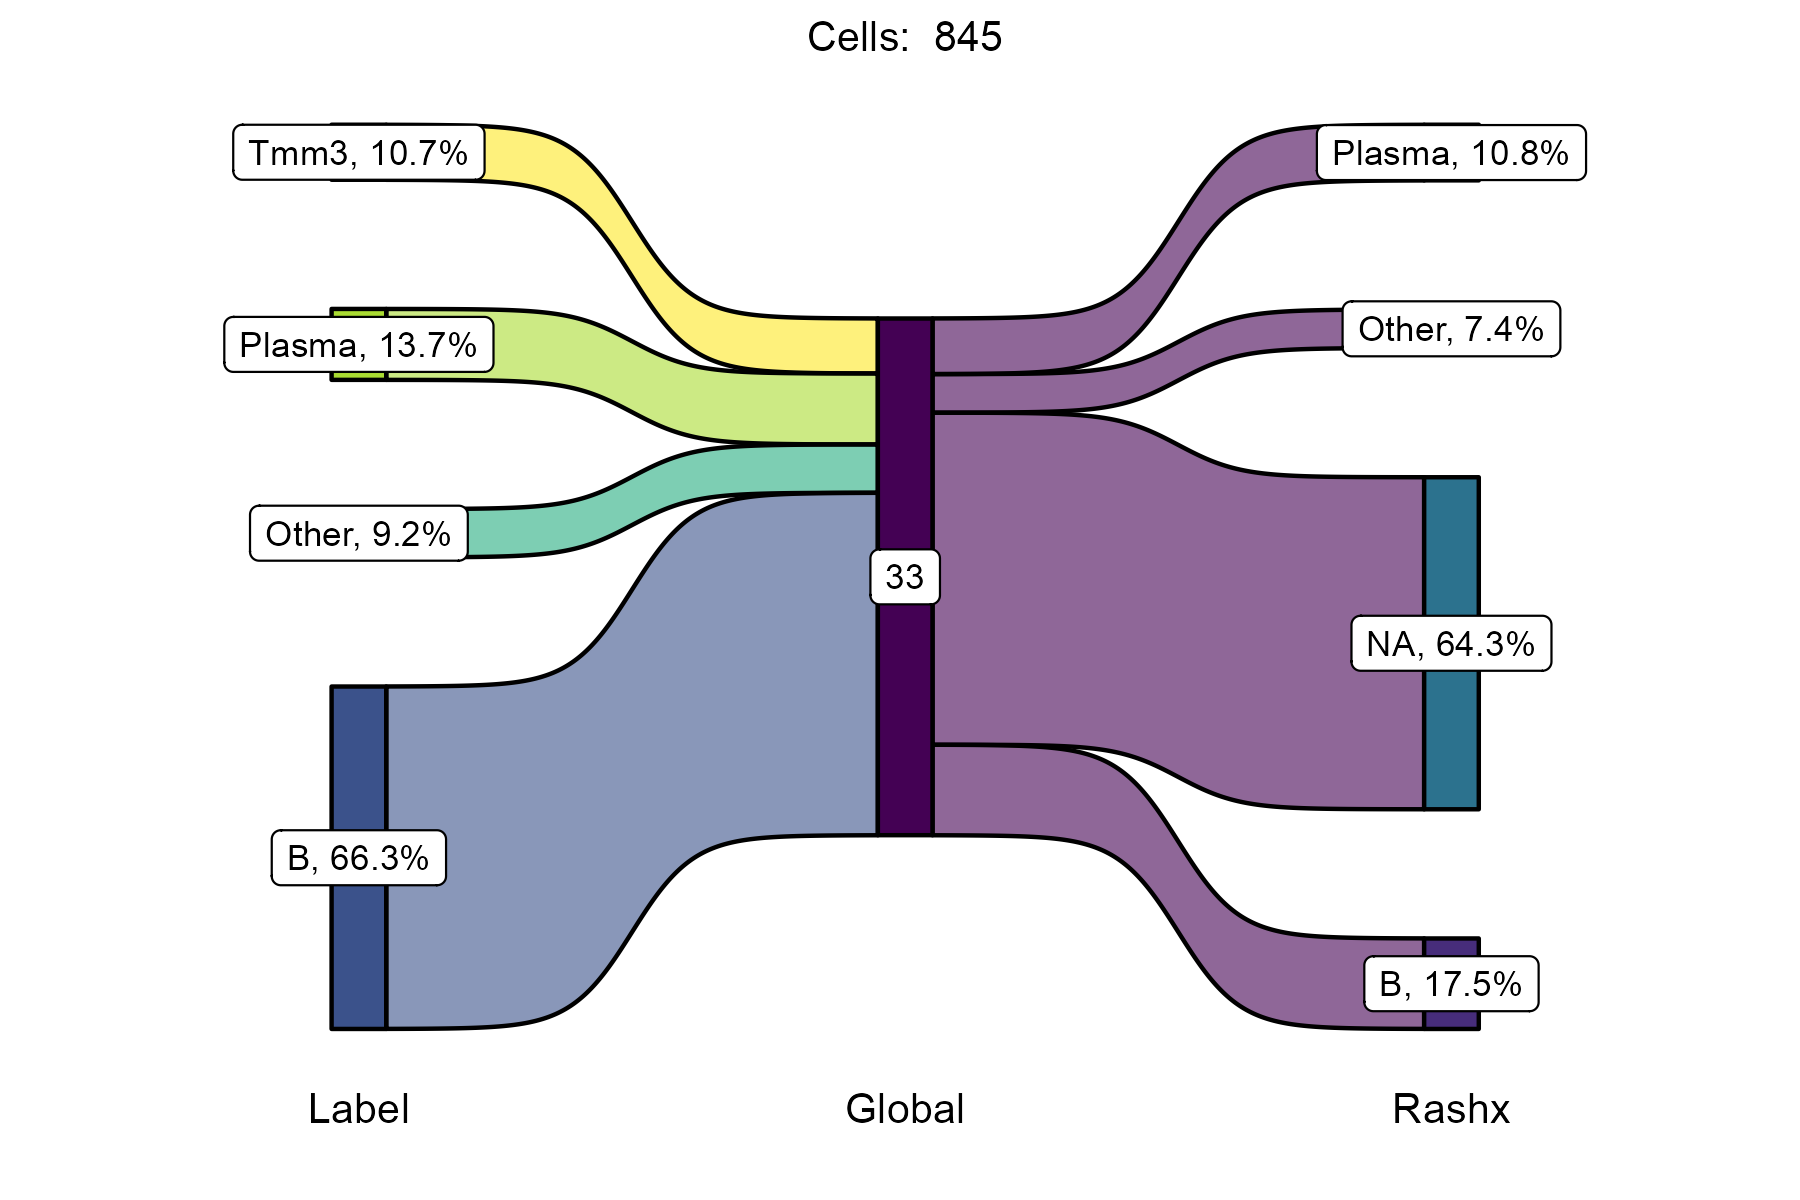 Cells:  845
Tmm3, 10.7%
Plasma, 10.8%
Plasma, 13.7%
Other, 7.4%
Other, 9.2%
33
NA, 64.3%
B, 66.3%
B, 17.5%
Label
Global
Rashx